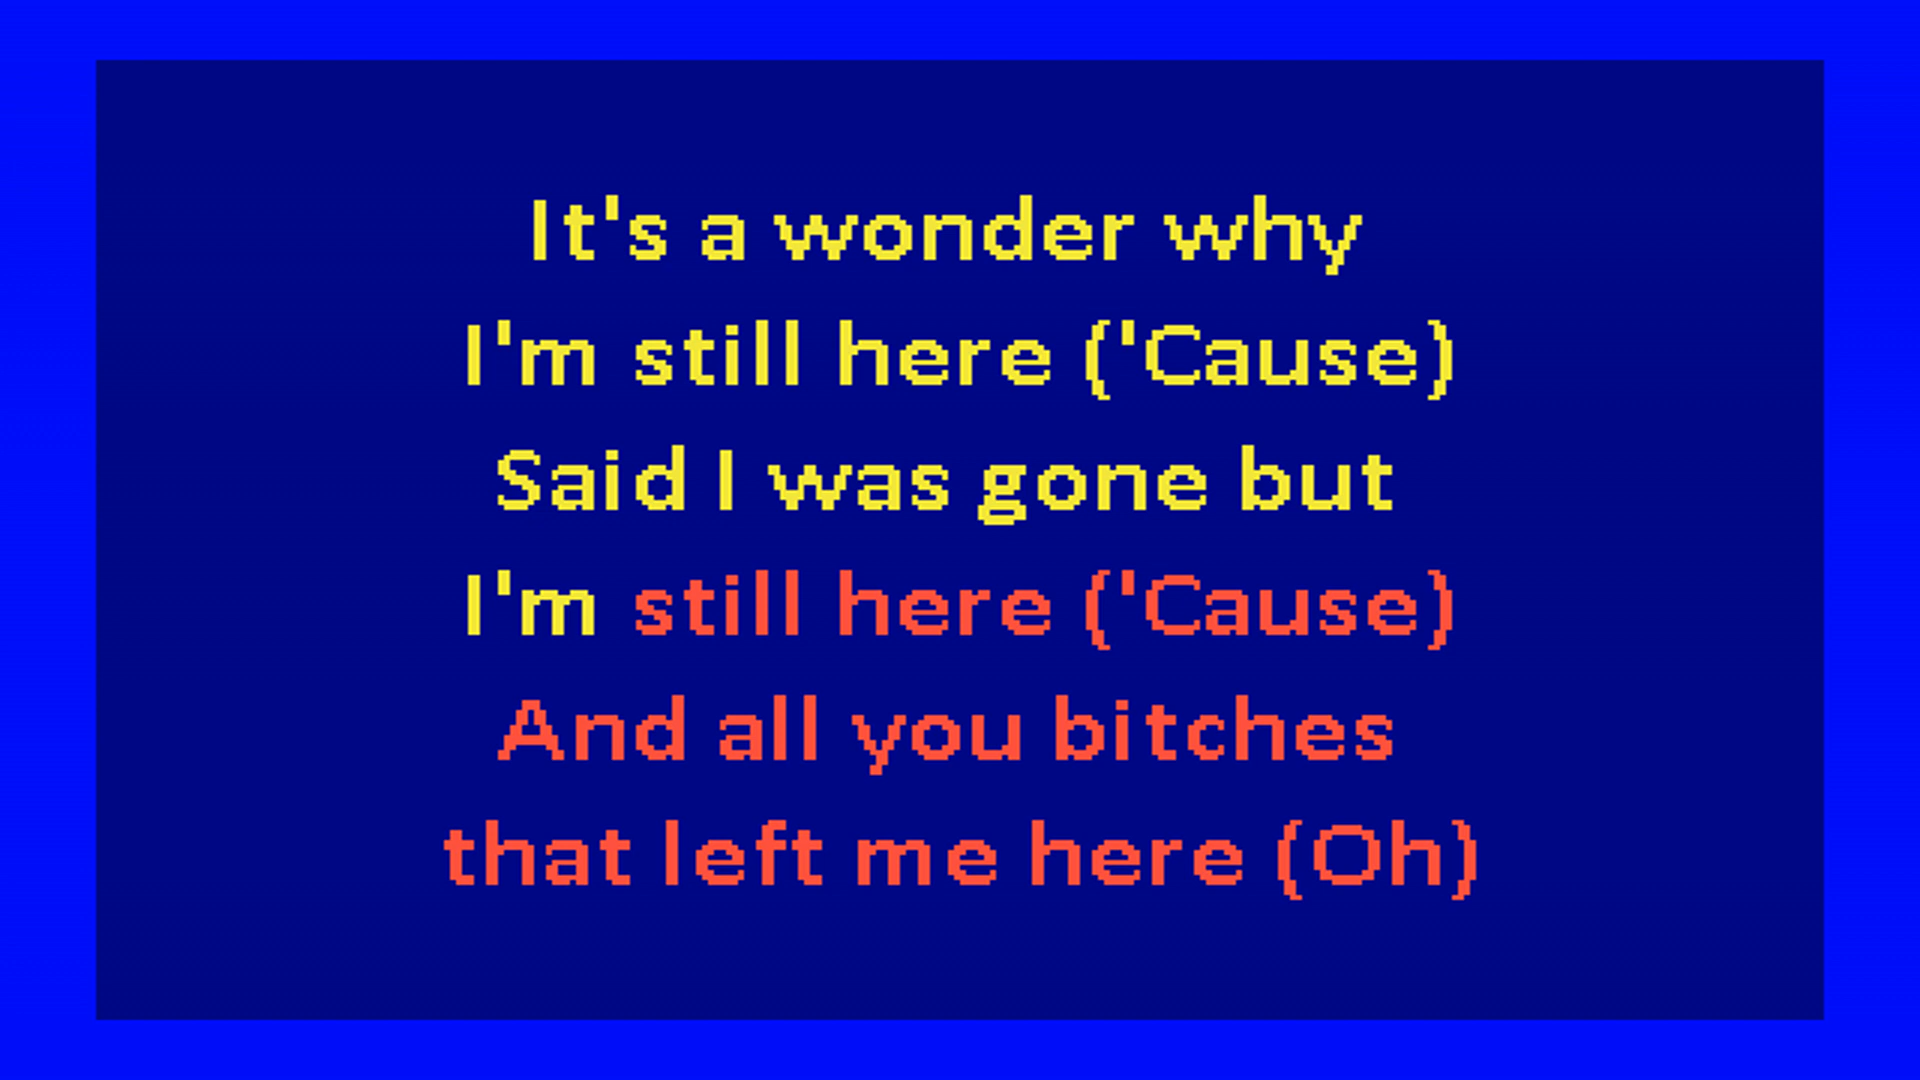 It's a wonder why
I'm still here ('Cause)
Said I was gone but
I'm still here ('Cause)
And all you bitches
that left me here (Oh)